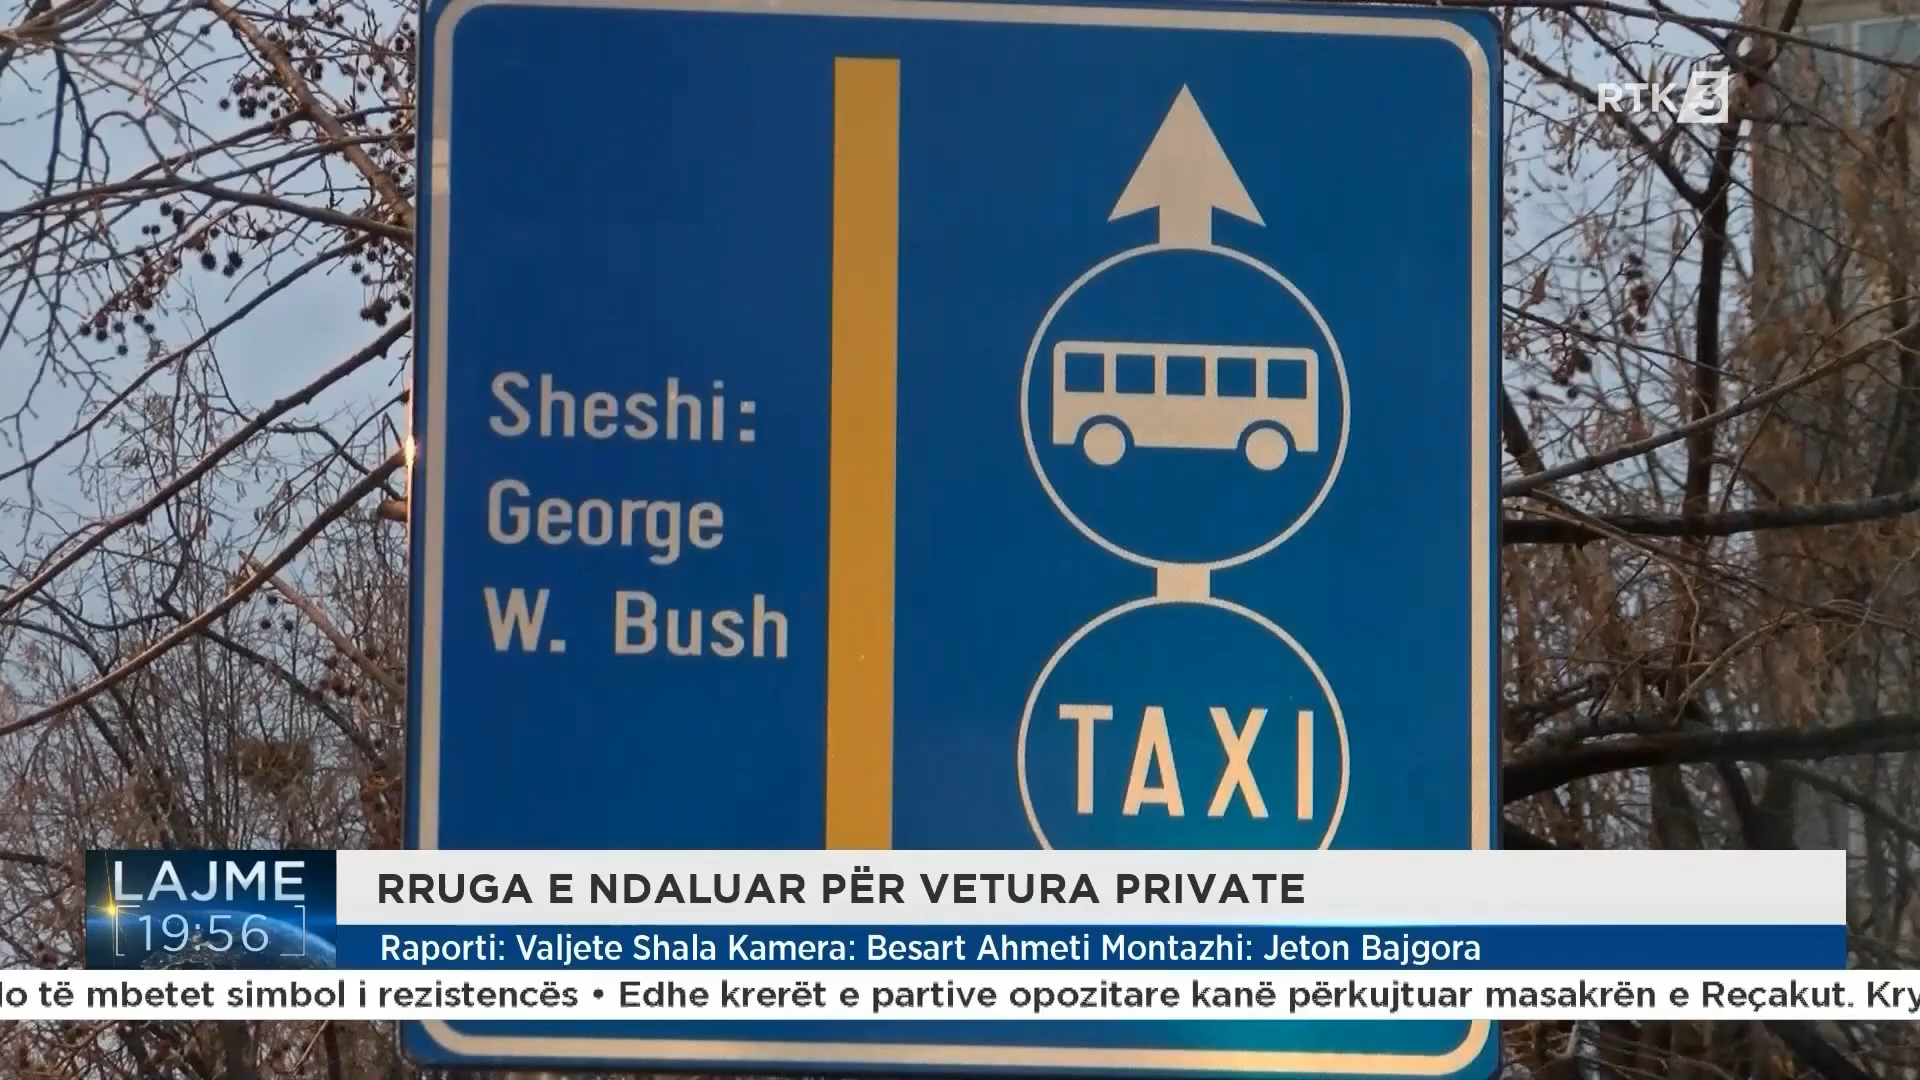 RTK 3
Sheshi:
George
W. Bush
TAXI
LAJME
19:56
RRUGA E NDALUAR PËR VETURA PRIVATE
Raporti: Valjete Shala Kamera: Besart Ahmeti Montazhi: Jeton Bajgora
të mbetet simbol i rezistencës • Edhe krerët e partive opozitare kanë përkujtuar masakrën e Reçakut.